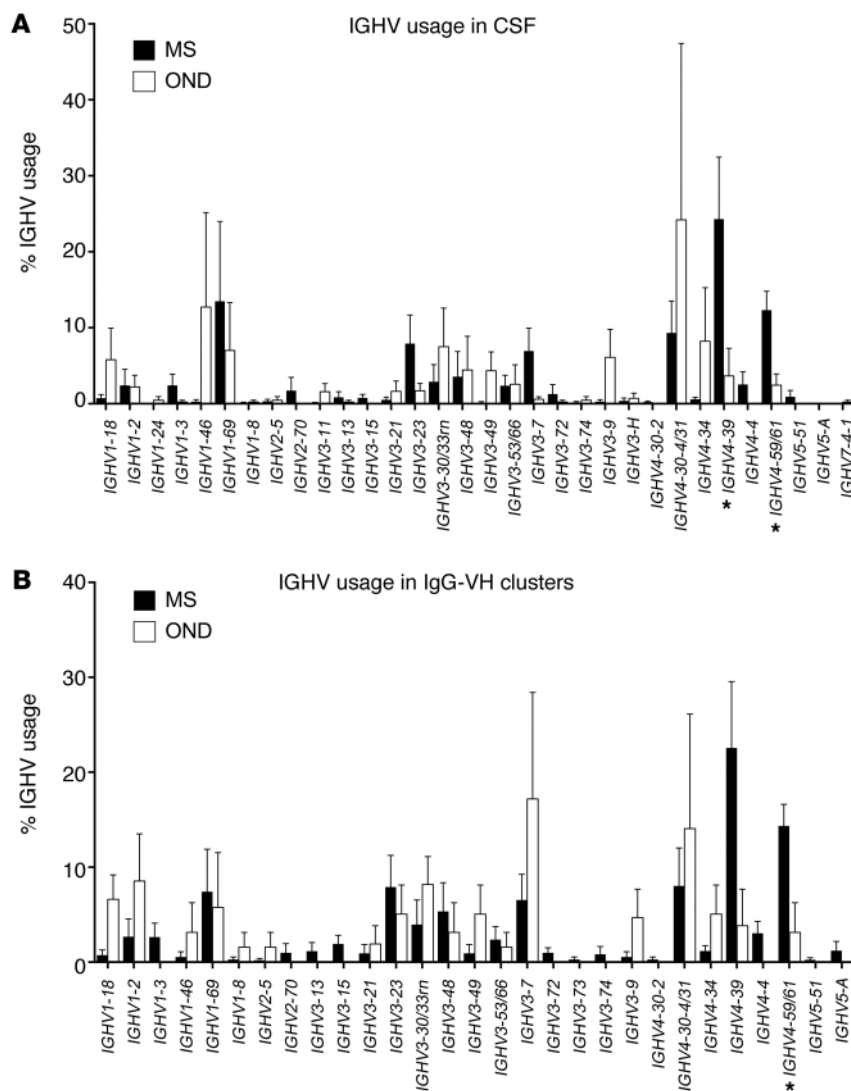 A
IGHV usage in CSF
MS
OND
% IGHV usage
50
40
30
20
10
0
IGHV1-18
IGHV1-2
IGHV1-24
IGHV1-3
IGHV1-46
IGHV1-69
IGHV1-8
IGHV2-5
IGHV2-70
IGHV3-11
IGHV3-13
IGHV3-15
IGHV3-21
IGHV3-23
IGHV3-30/33rn
IGHV3-48
IGHV3-49
IGHV3-53/66
IGHV3-7
IGHV3-72
IGHV3-74
IGHV3-9
IGHV3-H
IGHV4-30-2
IGHV4-30-4/31
IGHV4-34
* IGHV4-39
IGHV4-4
* IGHV4-59/61
IGHV5-51
IGHV5-A
IGHV7-4-1
B
IGHV usage in IgG-VH clusters
MS
OND
% IGHV usage
40
30
20
10
0
IGHV1-18
IGHV1-2
IGHV1-3
IGHV1-46
IGHV1-69
IGHV1-8
IGHV2-5
IGHV2-70
IGHV3-13
IGHV3-15
IGHV3-21
IGHV3-23
IGHV3-30/33rn
IGHV3-48
IGHV3-49
IGHV3-53/66
IGHV3-7
IGHV3-72
IGHV3-73
IGHV3-74
IGHV3-9
IGHV4-30-2
IGHV4-30-4/31
IGHV4-34
IGHV4-39
IGHV4-4
* IGHV4-59/61
IGHV5-51
IGHV5-A